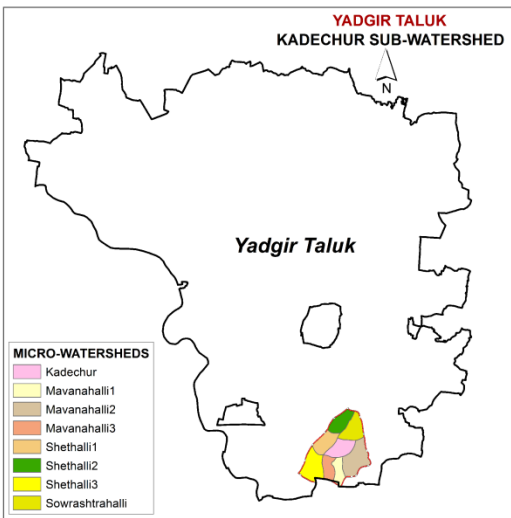 YADGIR TALUK
KADECHUR SUB-WATERSHED
N
Yadgir Taluk
MICRO-WATERSHEDS
Kadechur
Mavanahalli1
Mavanahalli2
Mavanahalli3
Shethalli1
Shethalli2
Shethalli3
Sowrashtrahalli